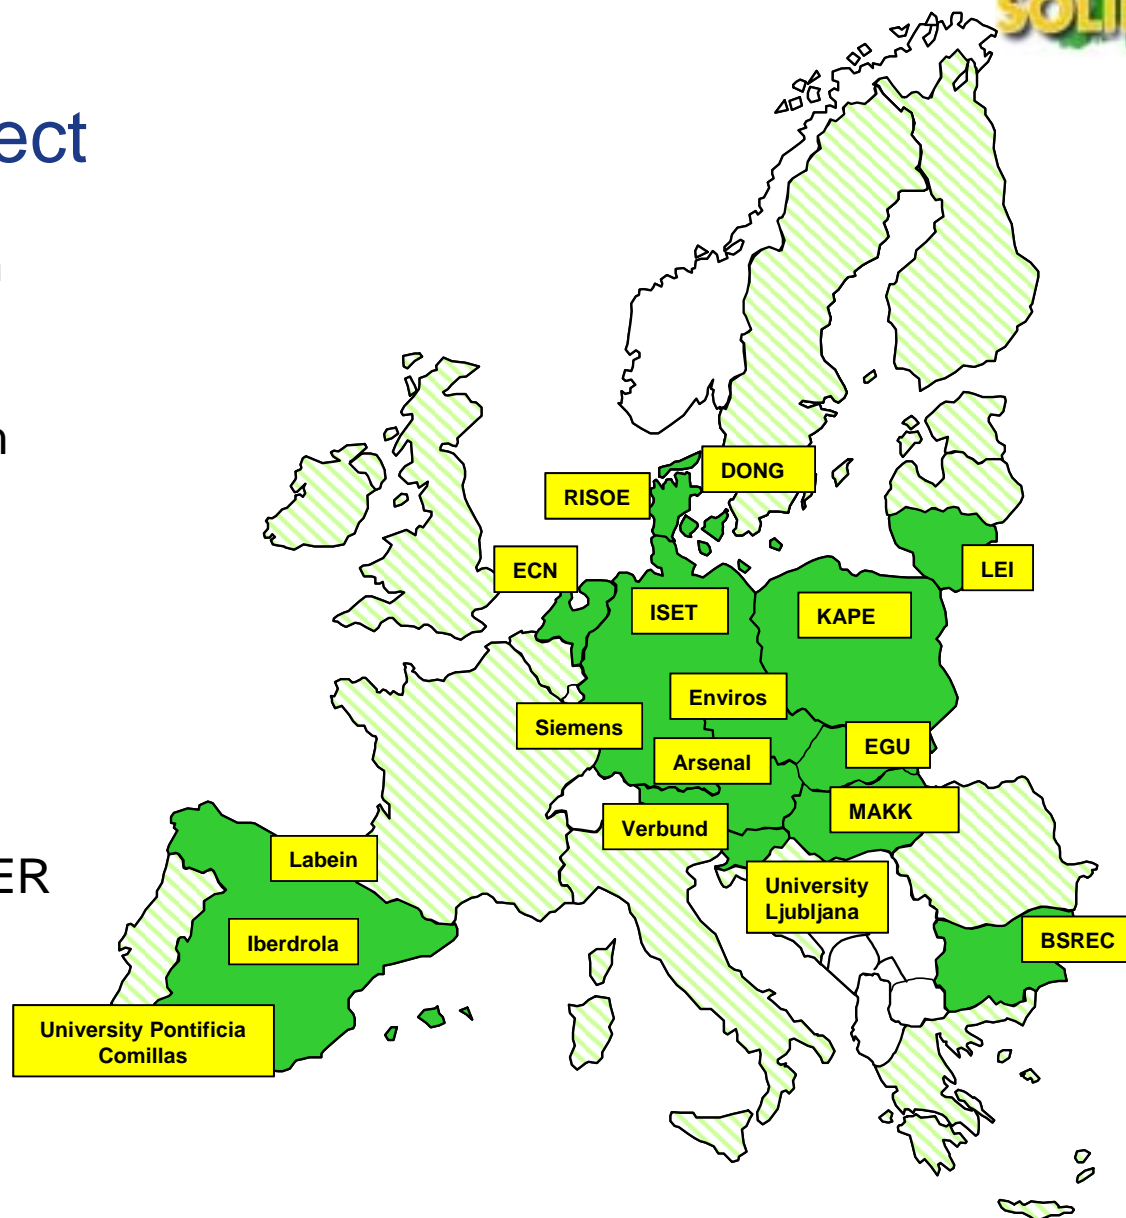 ect
DONG
RISOE
ECN
LEI
ISET
KAPE
Enviros
Siemens
EGU
Arsenal
MAKK
Verbund
Labein
ER
University
Ljubljana
Iberdrola
BSREC
University Pontificia
Comillas